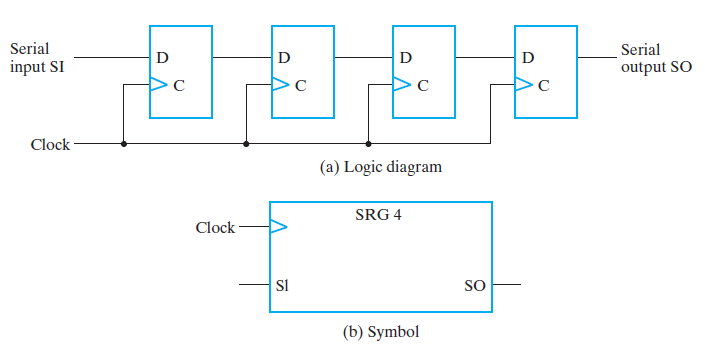 Serial
input SI
D
C
D
C
D
C
D
C
Serial
output SO
Clock
(a) Logic diagram
SRG 4
Clock
SI
SO
(b) Symbol